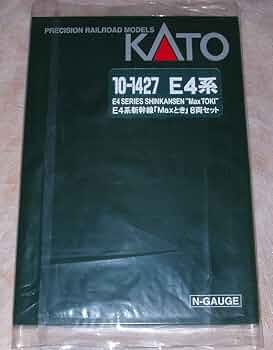 PRECISION RAILROAD MODELS
KATO
10-1427 E4系
E4 SERIES SHINKANSEN "Max TOKI"
E4系新幹線「Maxとき」8両セット
N-GAUGE